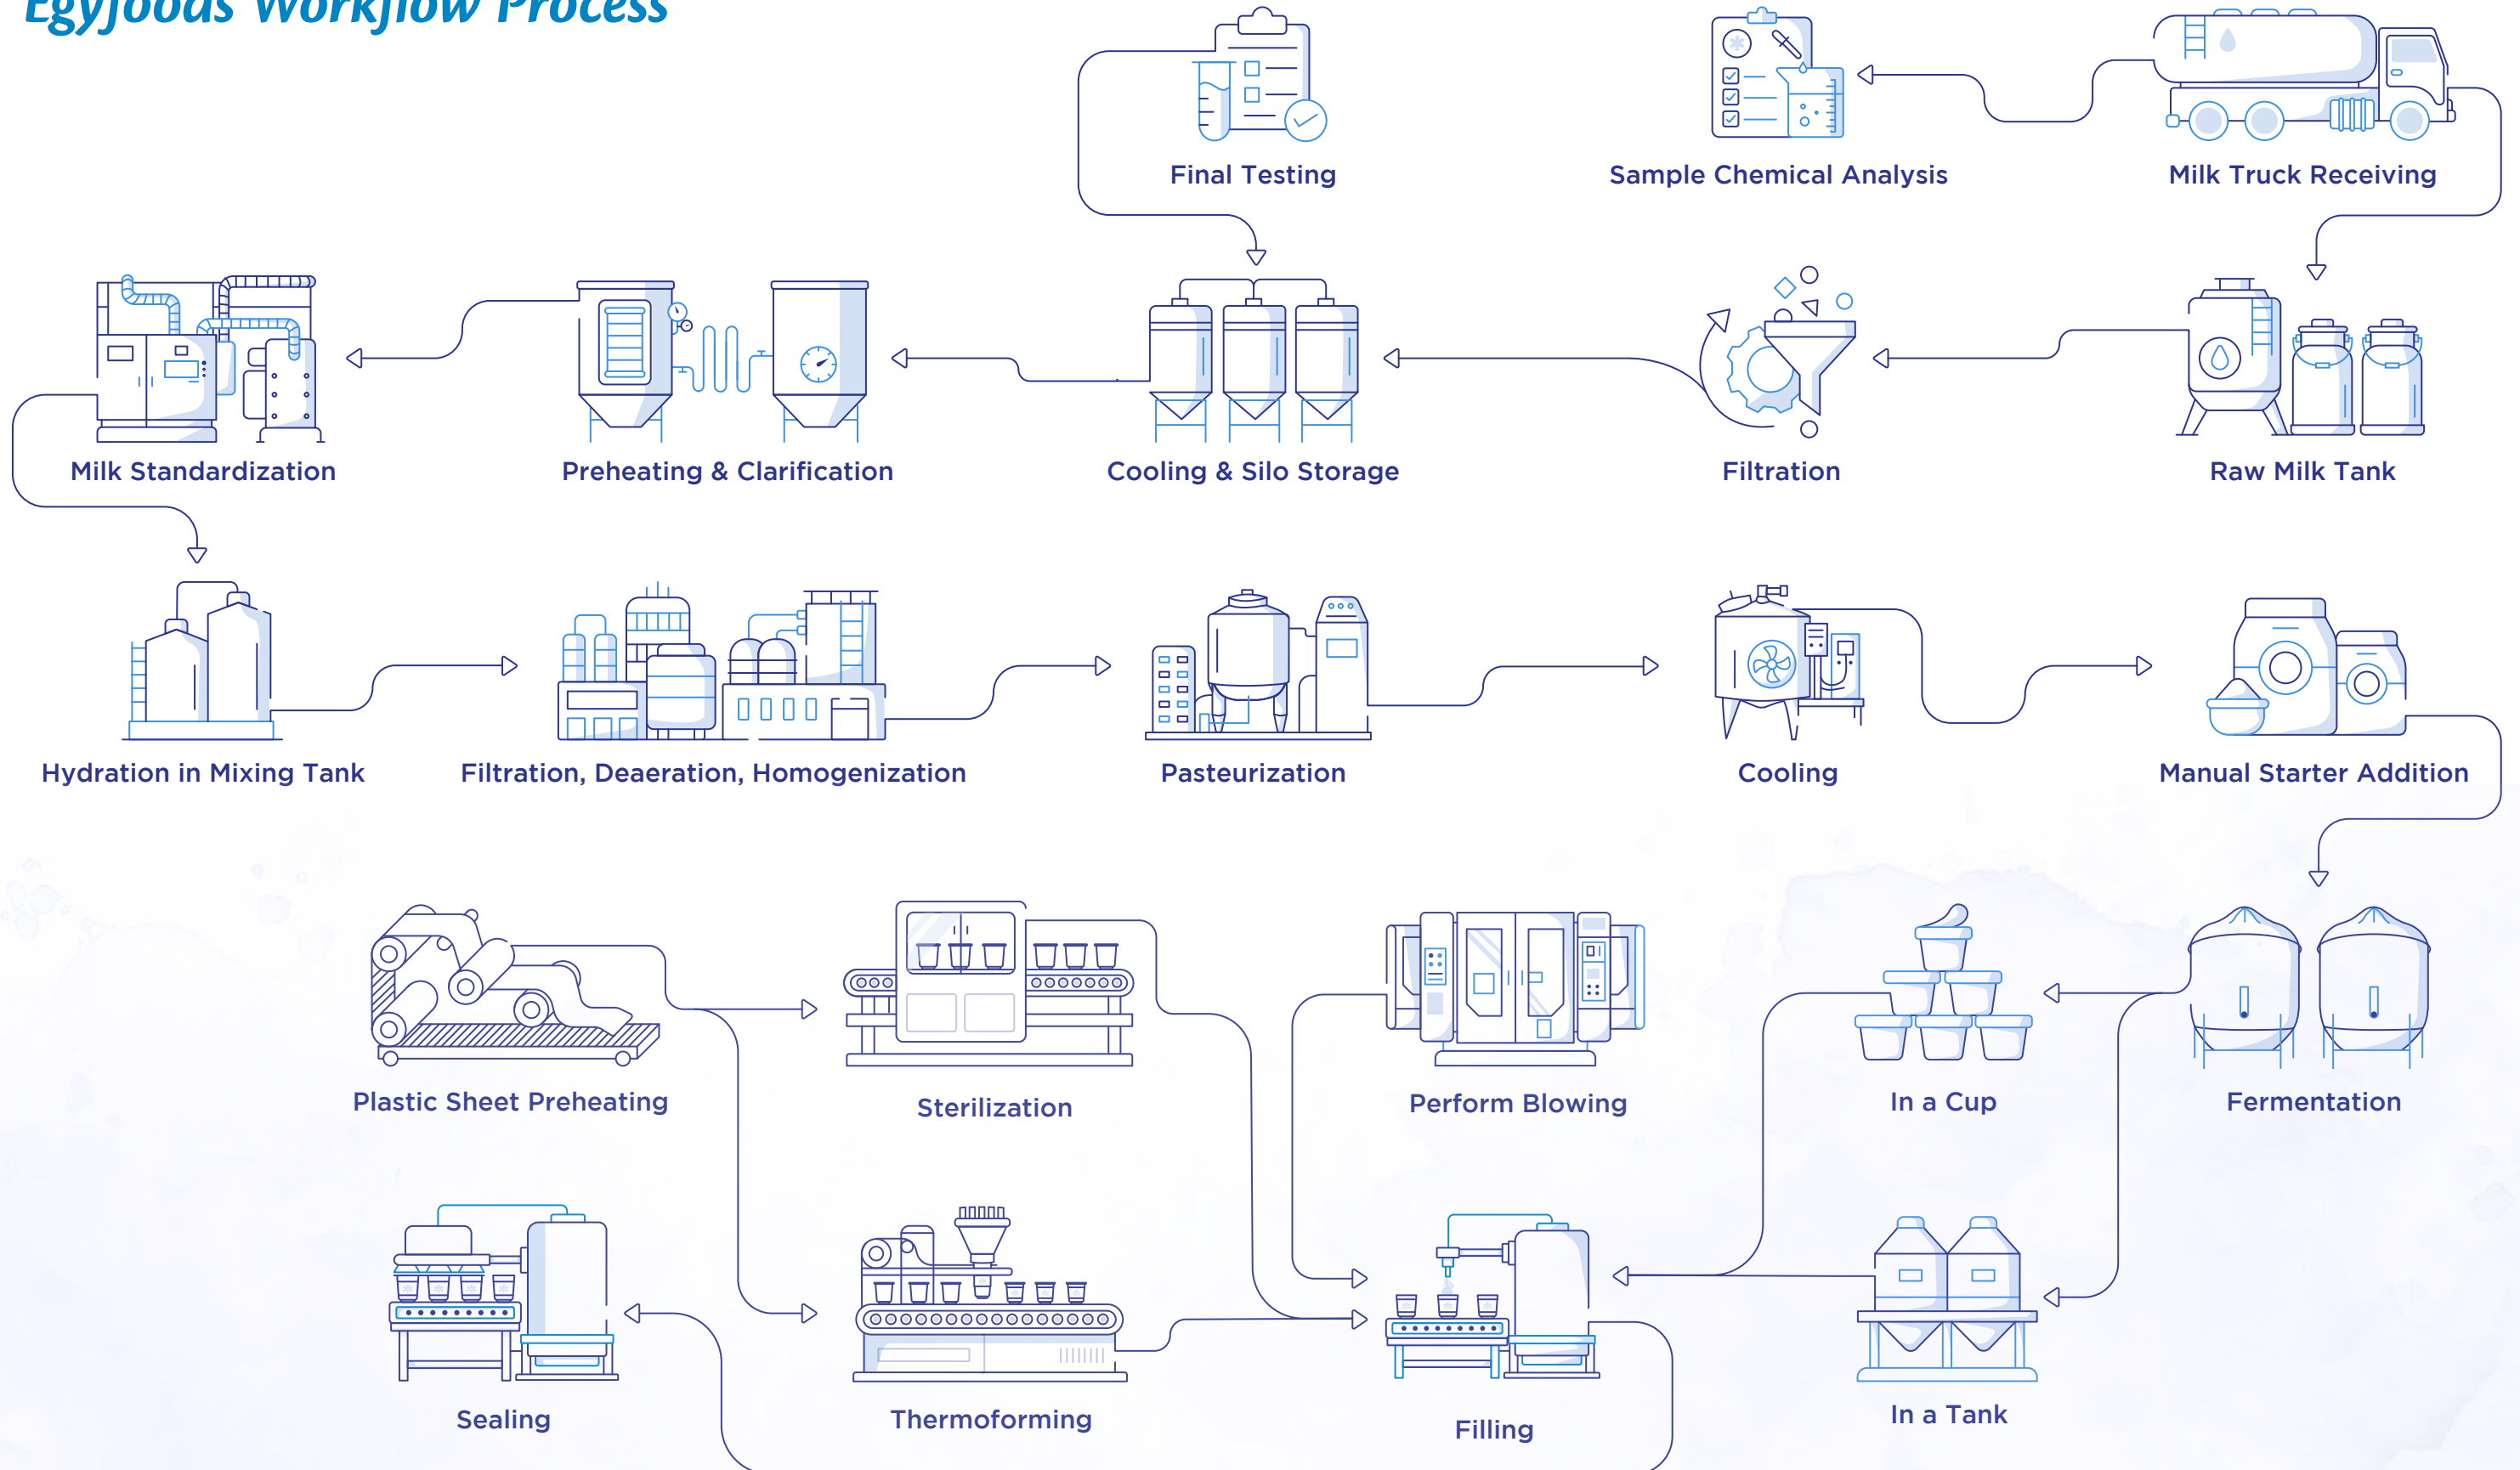 Egyfoods Workflow Process
Final Testing
Sample Chemical Analysis
Milk Truck Receiving
Milk Standardization
Preheating & Clarification
Cooling & Silo Storage
Filtration
Raw Milk Tank
Hydration in Mixing Tank
Filtration, Deaeration, Homogenization
Pasteurization
Cooling
Manual Starter Addition
Plastic Sheet Preheating
Sterilization
Perform Blowing
In a Cup
Fermentation
Sealing
Thermoforming
Filling
In a Tank